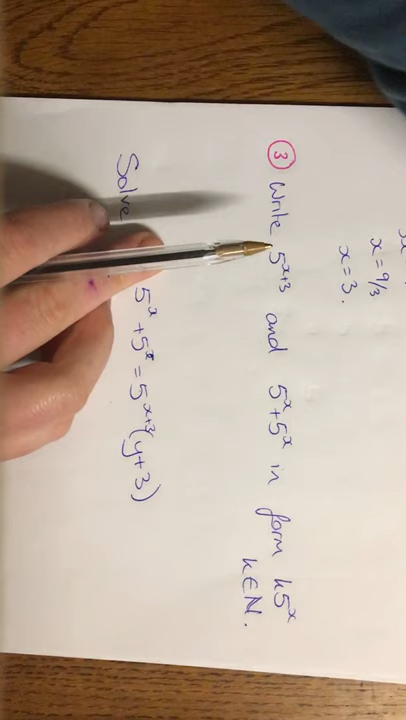 x = 9/3
x = 3.
③ Write 5^{x+3} and 5^x + 5^x in form k5^x
k ∈ ℕ.
Solve 5^x + 5^x = 5^{x+3}(y+3)